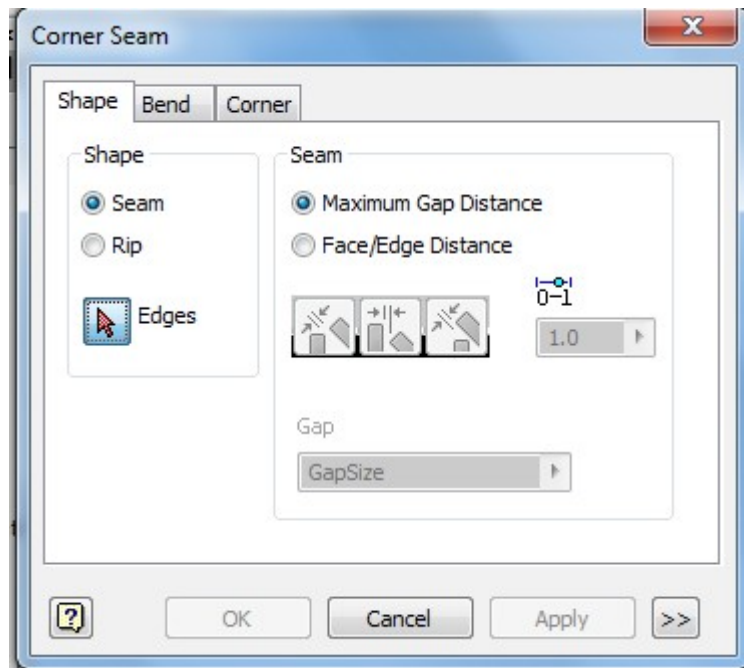 Corner Seam
Shape Bend Corner
Shape
Seam
Rip
Edges
Seam
Maximum Gap Distance
Face/Edge Distance
0-1
1.0
Gap
GapSize
OK Cancel Apply >>